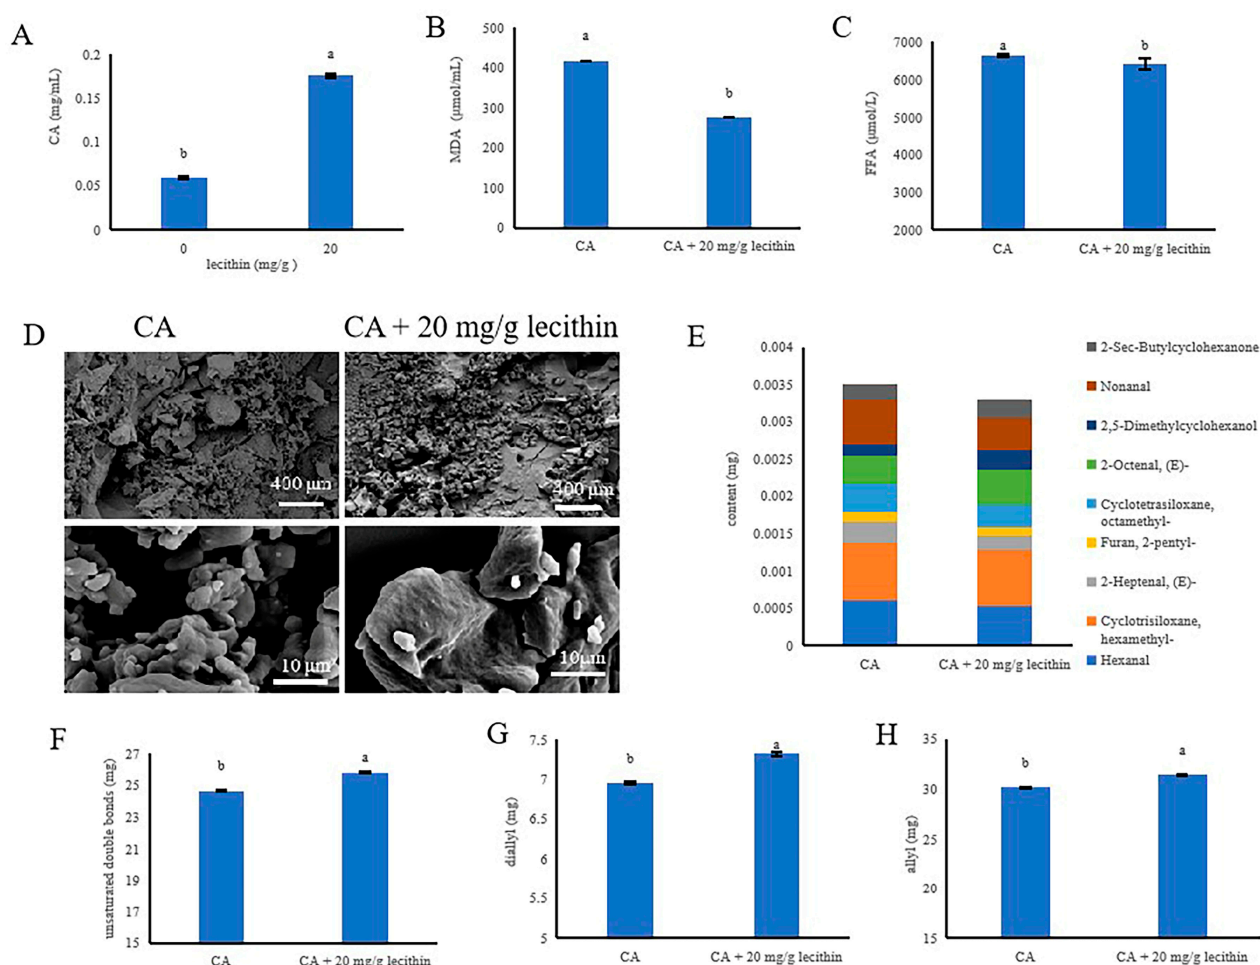 A
CA (mg/mL)
0.2
0.15
0.1
0.05
0
b
a
0
20
lecithin (mg/g )
B
MDA (μmol/mL)
500
400
300
200
100
0
a
b
CA
CA + 20 mg/g lecithin
C
FFA (μmol/L)
7000
6000
5000
4000
3000
2000
a
b
CA
CA + 20 mg/g lecithin
D
CA
CA + 20 mg/g lecithin
400 μm
400 μm
10 μm
10μm
E
content (mg)
0.004
0.0035
0.003
0.0025
0.002
0.0015
0.001
0.0005
0
CA
CA + 20 mg/g lecithin
2-Sec-Butylcyclohexanone
Nonanal
2,5-Dimethylcyclohexanol
2-Octenal, (E)-
Cyclotetrasiloxane,
octamethyl-
Furan, 2-pentyl-
2-Heptenal, (E)-
Cyclotrisiloxane,
hexamethyl-
Hexanal
F
unsaturated double bonds (mg)
27
25
23
21
19
17
15
b
a
CA
CA + 20 mg/g lecithin
G
diallyl (mg)
7.5
7
6.5
6
5.5
5
b
a
CA
CA + 20 mg/g lecithin
H
allyl (mg)
35
30
25
20
15
b
a
CA
CA + 20 mg/g lecithin